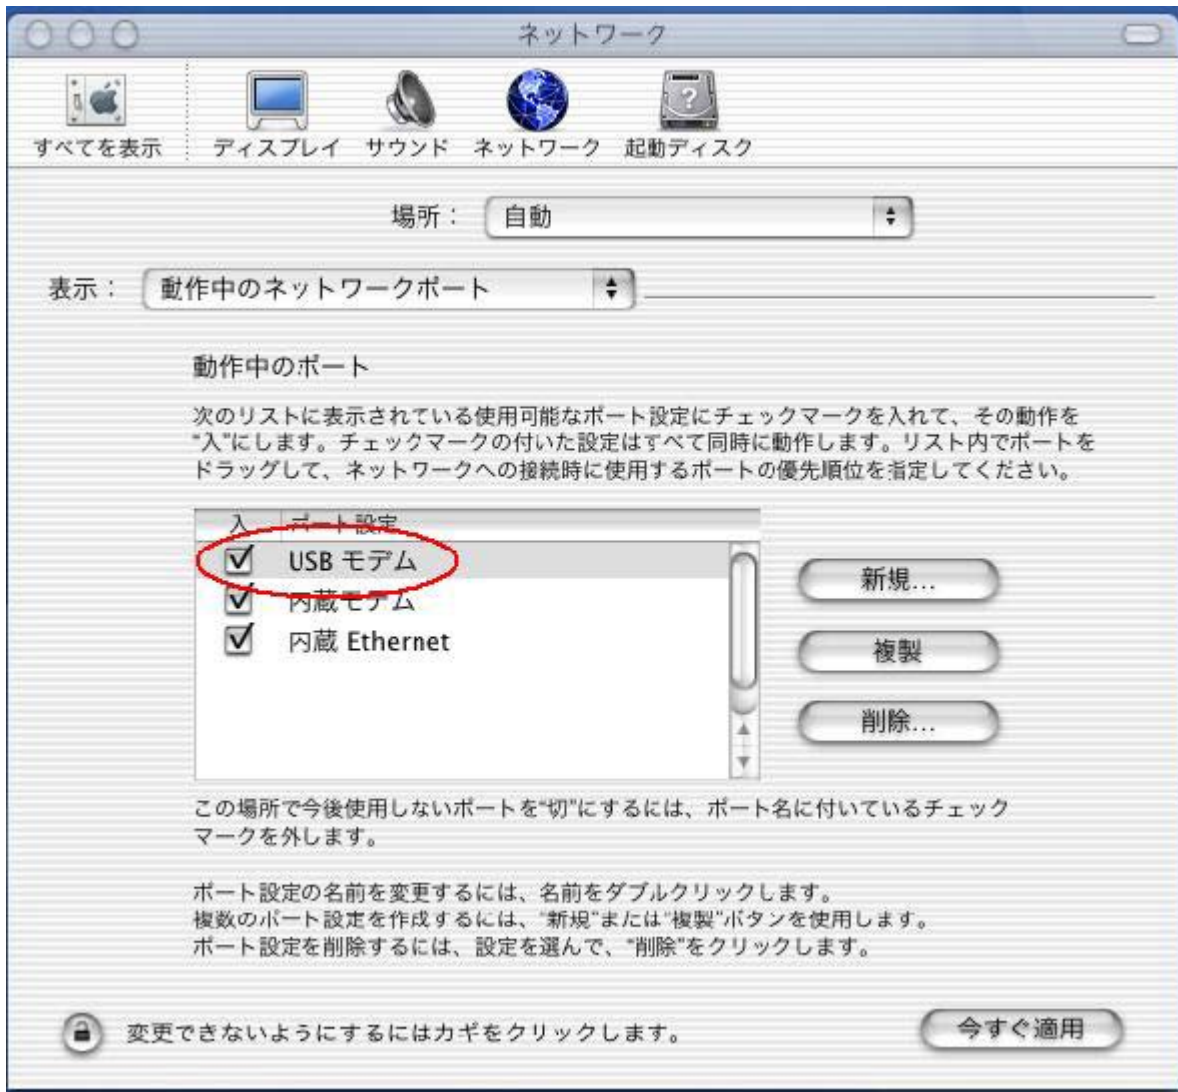 ネットワーク
すべてを表示 ディスプレイ サウンド ネットワーク 起動ディスク
場所： 自動
表示： 動作中のネットワークポート
動作中のポート
次のリストに表示されている使用可能なポート設定にチェックマークを入れて、その動作を
“入”にします。チェックマークの付いた設定はすべて同時に動作します。リスト内でポートを
ドラッグして、ネットワークへの接続時に使用するポートの優先順位を指定してください。
入 ポート設定
USB モデム
内蔵モデム
内蔵 Ethernet
新規...
複製
削除...
この場所で今後使用しないポートを“切”にするには、ポート名に付いているチェック
マークを外します。
ポート設定の名前を変更するには、名前をダブルクリックします。
複数のポート設定を作成するには、“新規”または“複製”ボタンを使用します。
ポート設定を削除するには、設定を選んで、“削除”をクリックします。
変更できないようにするにはカギをクリックします。
今すぐ適用